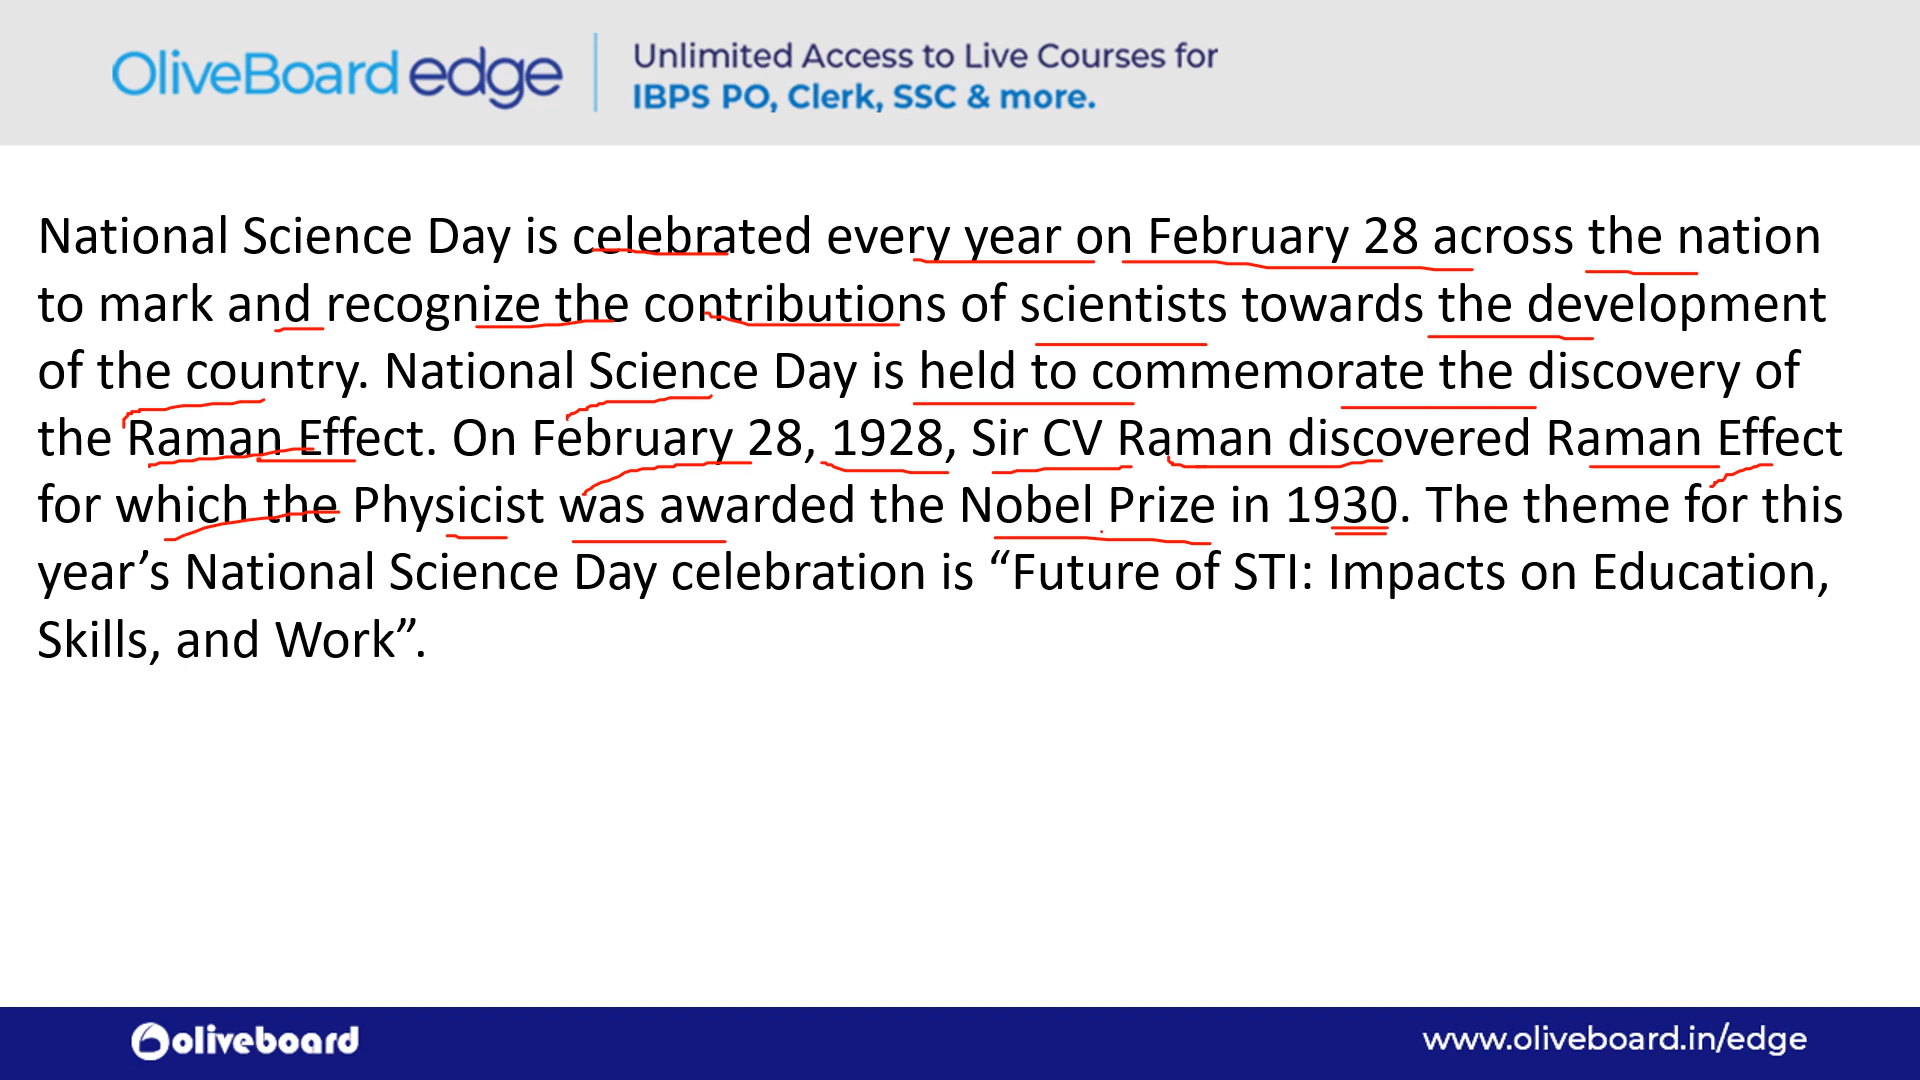 OliveBoard edge
Unlimited Access to Live Courses for
IBPS PO, Clerk, SSC & more.
National Science Day is celebrated every year on February 28 across the nation
to mark and recognize the contributions of scientists towards the development
of the country. National Science Day is held to commemorate the discovery of
the Raman Effect. On February 28, 1928, Sir CV Raman discovered Raman Effect
for which the Physicist was awarded the Nobel Prize in 1930. The theme for this
year’s National Science Day celebration is “Future of STI: Impacts on Education,
Skills, and Work”.
oliveboard
www.oliveboard.in/edge